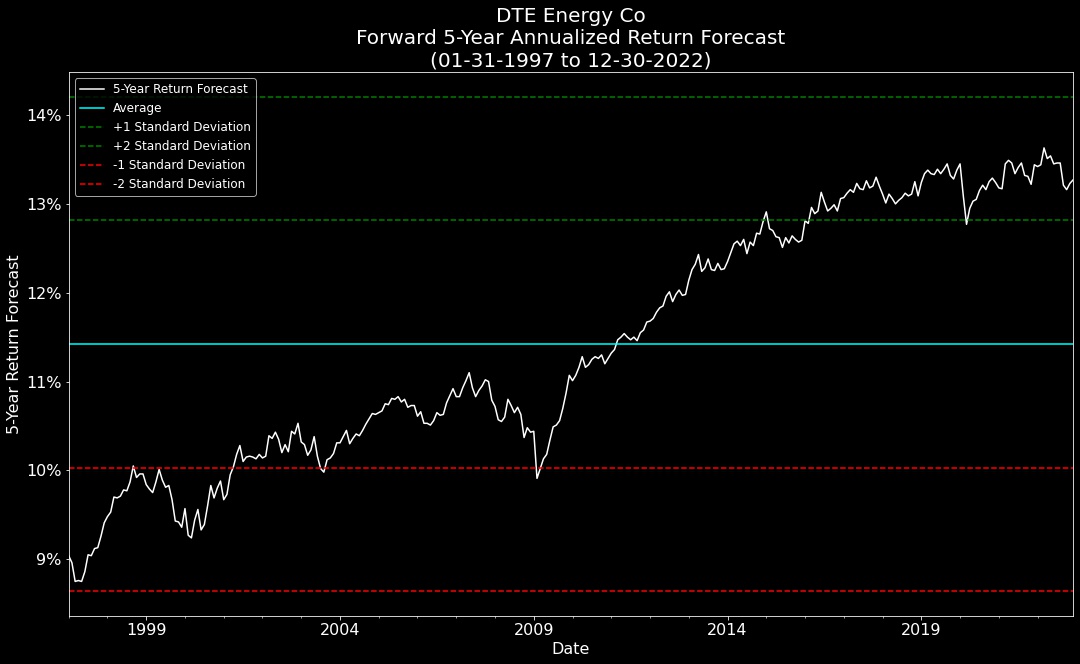 DTE Energy Co
Forward 5-Year Annualized Return Forecast
(01-31-1997 to 12-30-2022)
5-Year Return Forecast
Average
+1 Standard Deviation
+2 Standard Deviation
-1 Standard Deviation
-2 Standard Deviation
14%
13%
12%
11%
10%
9%
5-Year Return Forecast
1999 2004 2009 2014 2019
Date